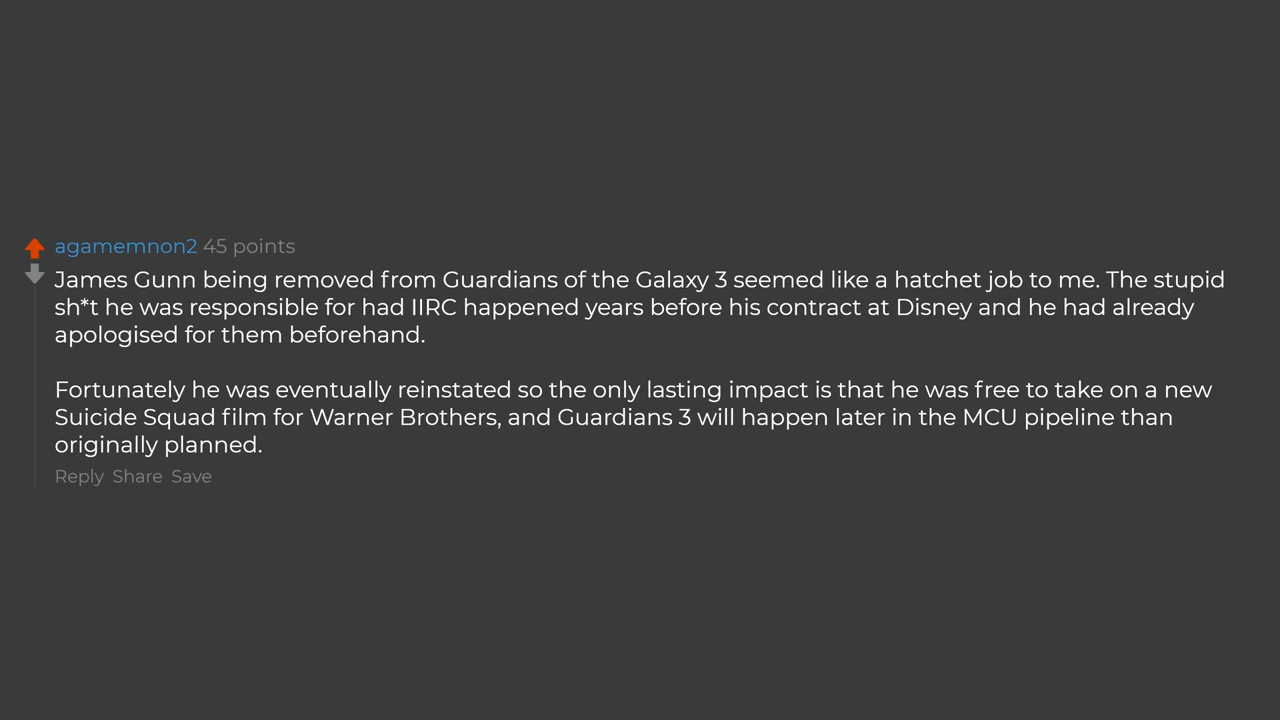 agamemnon2 45 points
James Gunn being removed from Guardians of the Galaxy 3 seemed like a hatchet job to me. The stupid
sh*t he was responsible for had IIRC happened years before his contract at Disney and he had already
apologised for them beforehand.
Fortunately he was eventually reinstated so the only lasting impact is that he was free to take on a new
Suicide Squad film for Warner Brothers, and Guardians 3 will happen later in the MCU pipeline than
originally planned.
Reply Share Save